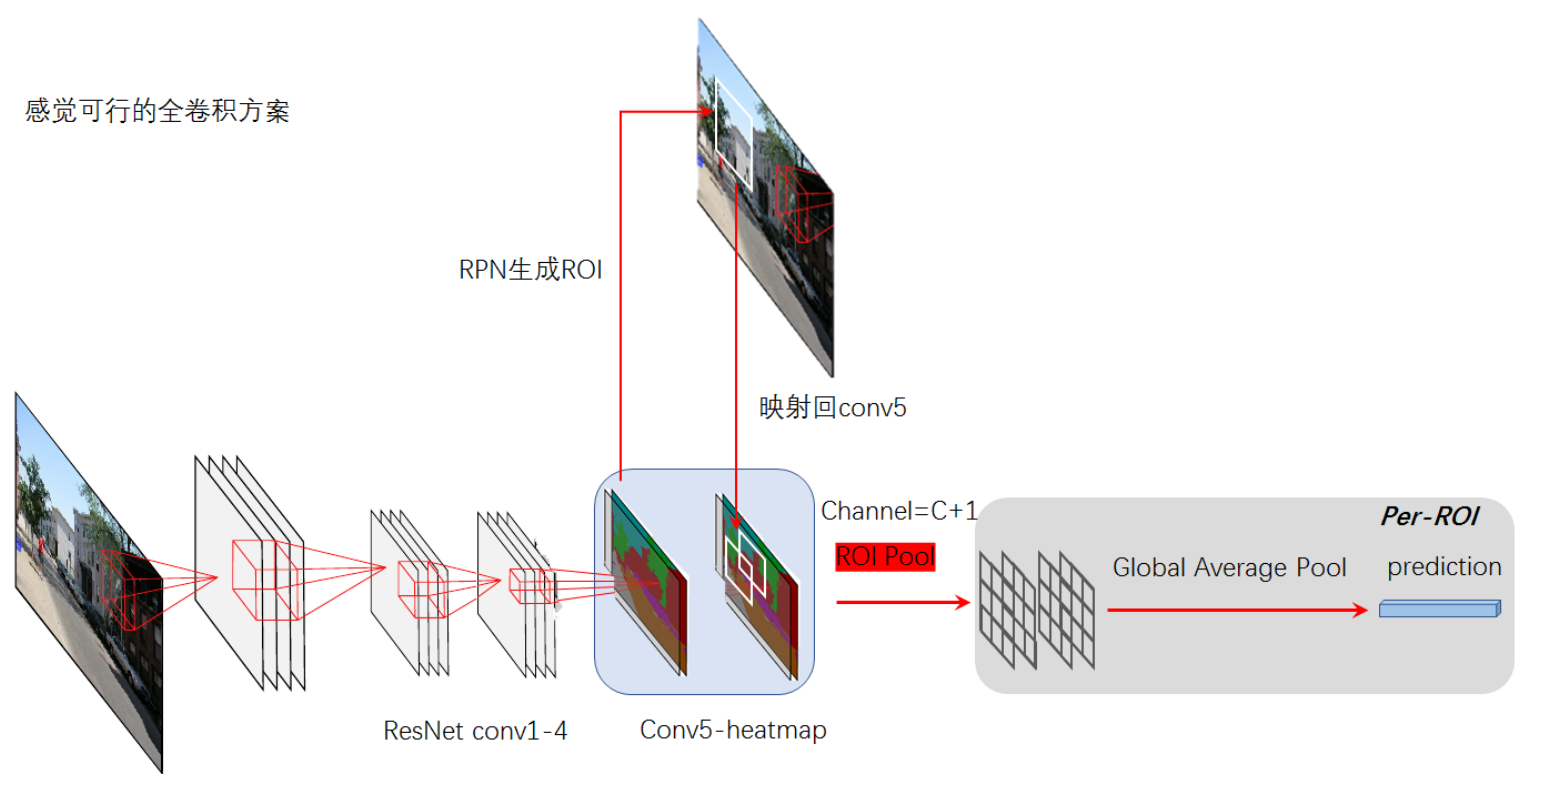 感觉可行的全卷积方案
RPN生成ROI
映射回conv5
Channel=C+1
ROI Pool
Per-ROI
Global Average Pool
prediction
ResNet conv1-4
Conv5-heatmap